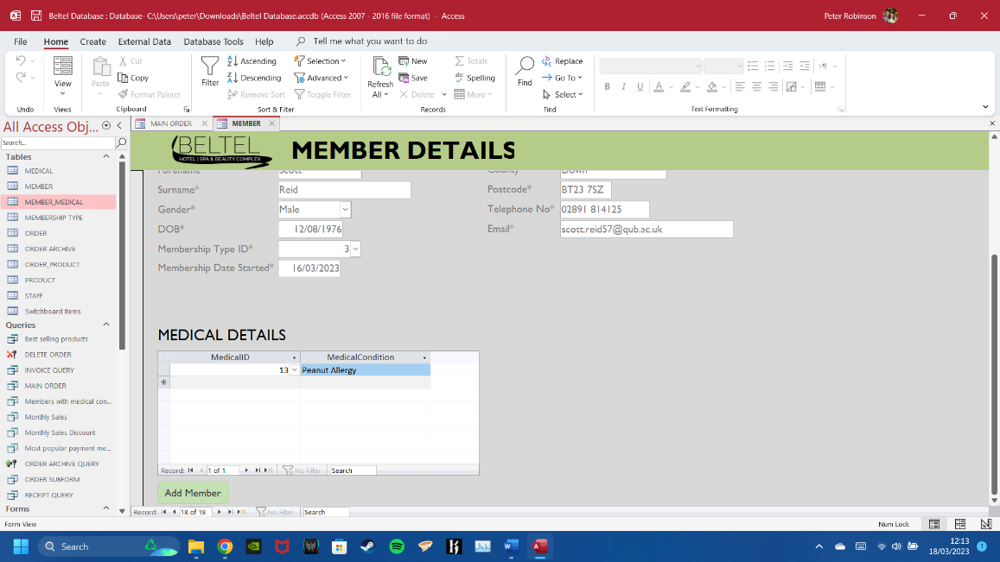 Beltel Database : Database- C:\Users\peter\Downloads\Beltel Database.accdb (Access 2007 - 2016 file format) - Access
Peter Robinson
File Home Create External Data Database Tools Help Tell me what you want to do
View
Paste
Cut
Copy
Format Painter
Filter
Ascending
Descending
Remove Sort
Selection
Advanced
Toggle Filter
Refresh All
New
Save
Delete
Totals
Spelling
More
Find
Replace
Go To
Select
B I U A
Undo Views Clipboard Sort & Filter Records Find Text Formatting
All Access Obj...
Search...
Tables
MEDICAL
MEMBER
MEMBER_MEDICAL
MEMBERSHIP TYPE
ORDER
ORDER ARCHIVE
ORDER_PRODUCT
PRODUCT
STAFF
Switchboard Items
Queries
Best selling products
DELETE ORDER
INVOICE QUERY
MAIN ORDER
Members with medical con...
Monthly Sales
Monthly Sales Discount
Most popular payment me...
ORDER ARCHIVE QUERY
ORDER SUBFORM
RECEIPT QUERY
Forms
MAIN ORDER
MEMBER
BELTEL
HOTEL | SPA & BEAUTY COMPLEX
MEMBER DETAILS
Forename Scott County Down
Surname* Reid Postcode* BT23 7SZ
Gender* Male Telephone No* 02891 814125
DOB* 12/08/1976 Email* scott.reid57@qub.ac.uk
Membership Type ID* 3
Membership Date Started* 16/03/2023
MEDICAL DETAILS
MedicalID MedicalCondition
13 Peanut Allergy
Record: 1 of 1 No Filter Search
Add Member
Record: 18 of 18 No Filter Search
Form View
Num Lock
Search
12:13
18/03/2023
1